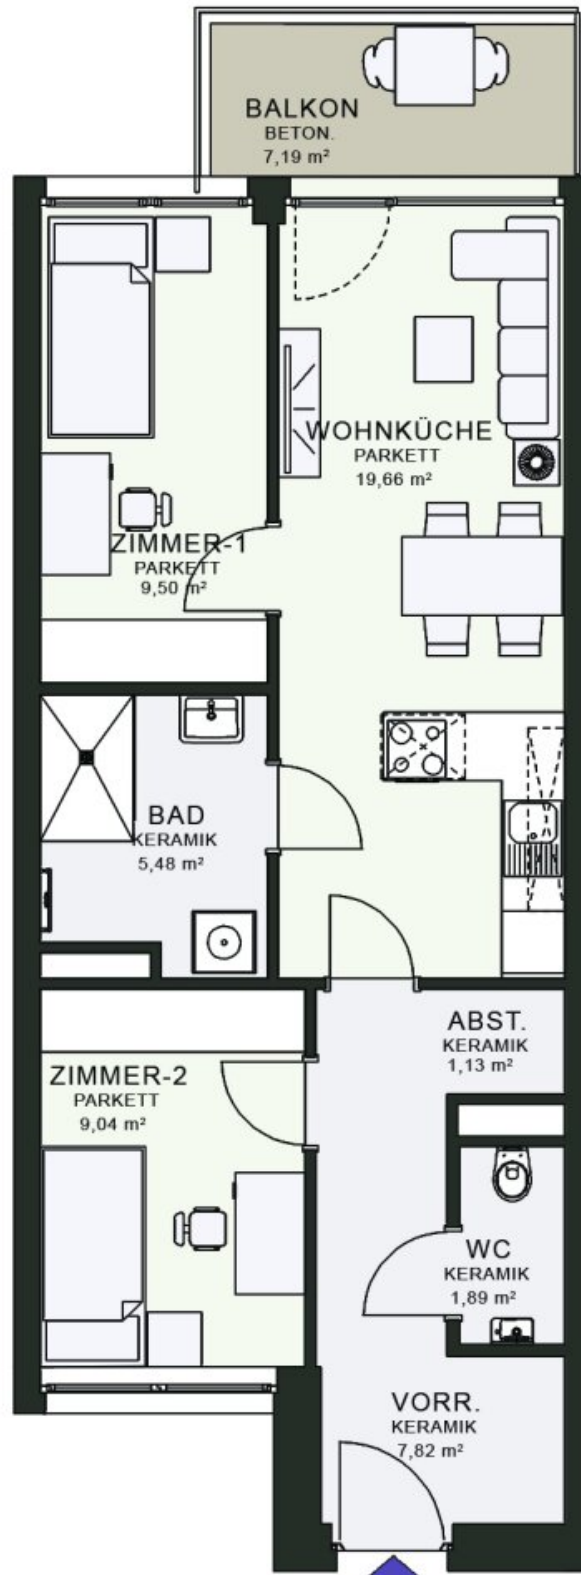 BALKON
BETON.
7,19 m²
WOHNKÜCHE
PARKETT
19,66 m²
ZIMMER-1
PARKETT
9,50 m²
BAD
KERAMIK
5,48 m²
ABST.
KERAMIK
1,13 m²
ZIMMER-2
PARKETT
9,04 m²
WC
KERAMIK
1,89 m²
VORR.
KERAMIK
7,82 m²